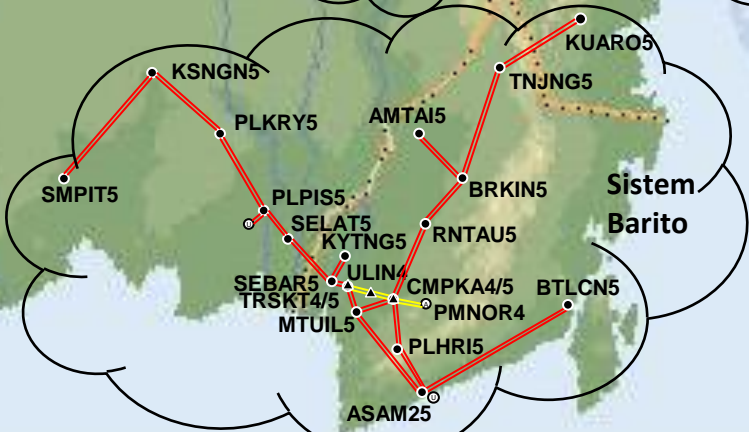 KUARO5
KSNGN5
TNJNG5
PLKRY5
AMTAI5
SMPIT5
BRKIN5
Sistem
Barito
PLPIS5
SELAT5
RNTAU5
KYTNG5
SEBAR5
ULIN4
CMPKA4/5
BTLCN5
TRSKT4/5
PMNOR4
MTUIL5
PLHRI5
ASAM25